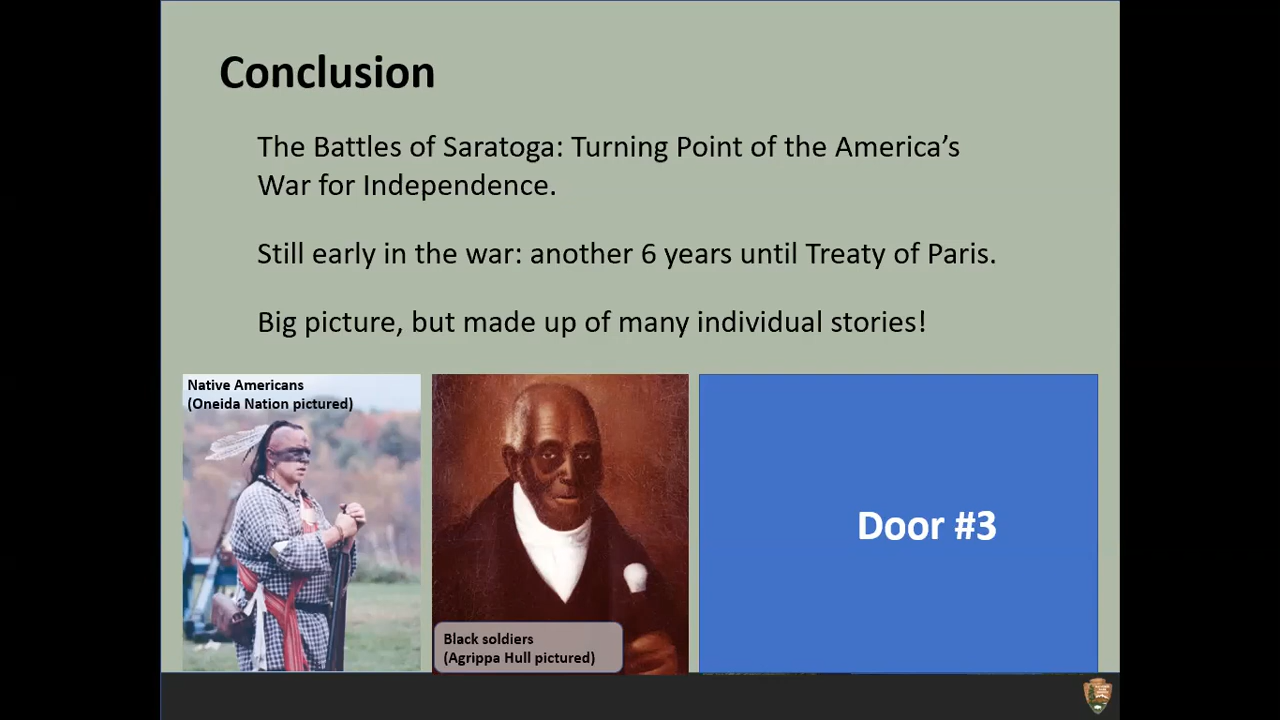 Conclusion
The Battles of Saratoga: Turning Point of the America’s
War for Independence.
Still early in the war: another 6 years until Treaty of Paris.
Big picture, but made up of many individual stories!
Native Americans
(Oneida Nation pictured)
Black soldiers
(Agrippa Hull pictured)
Door #3